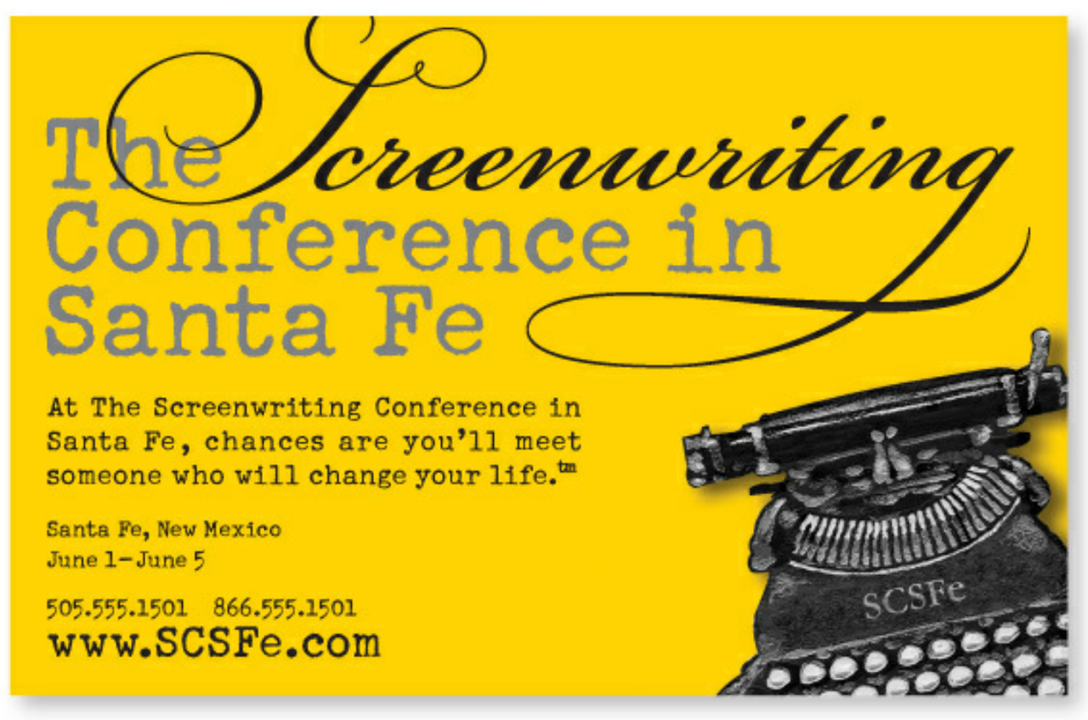 The Screenwriting
Conference in
Santa Fe
At The Screenwriting Conference in
Santa Fe, chances are you’ll meet
someone who will change your life.™
Santa Fe, New Mexico
June 1–June 5
505.555.1501 866.555.1501
www.SCSFe.com
SCSFe